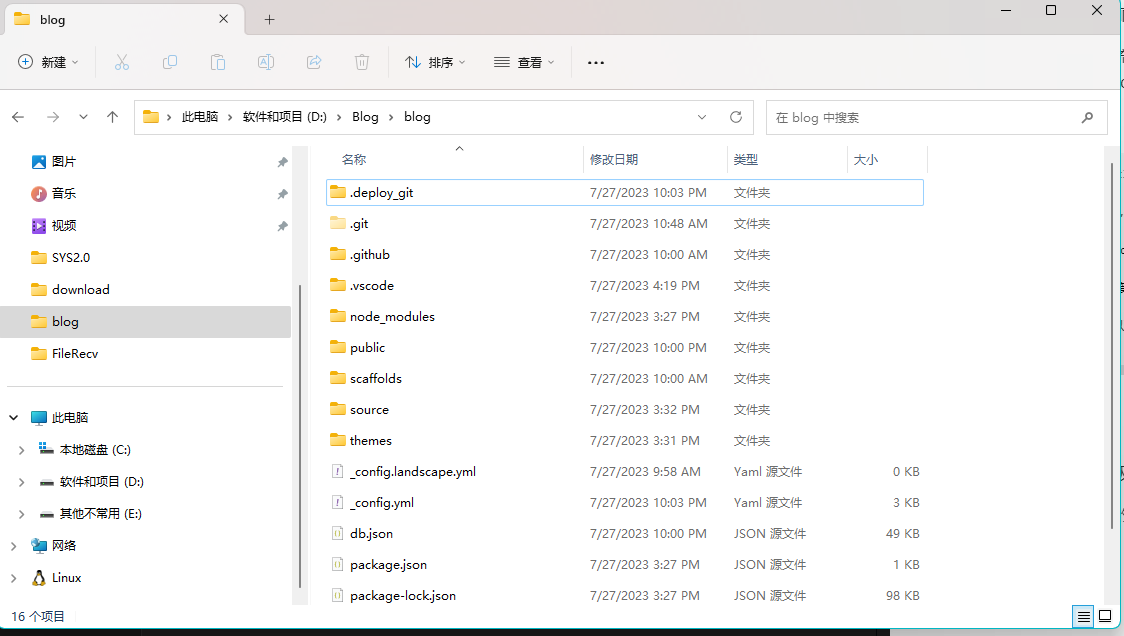 blog
新建
排序
查看
此电脑 软件和项目 (D:) Blog blog
在 blog 中搜索
图片
音乐
视频
SYS2.0
download
blog
FileRecv
此电脑
本地磁盘 (C:)
软件和项目 (D:)
其他不常用 (E:)
网络
Linux
名称 修改日期 类型 大小
.deploy_git 7/27/2023 10:03 PM 文件夹
.git 7/27/2023 10:48 AM 文件夹
.github 7/27/2023 10:00 AM 文件夹
.vscode 7/27/2023 4:19 PM 文件夹
node_modules 7/27/2023 3:27 PM 文件夹
public 7/27/2023 10:00 PM 文件夹
scaffolds 7/27/2023 10:00 AM 文件夹
source 7/27/2023 3:32 PM 文件夹
themes 7/27/2023 3:31 PM 文件夹
_config.landscape.yml 7/27/2023 9:58 AM Yaml 源文件 0 KB
_config.yml 7/27/2023 10:03 PM Yaml 源文件 3 KB
db.json 7/27/2023 10:00 PM JSON 源文件 49 KB
package.json 7/27/2023 3:27 PM JSON 源文件 1 KB
package-lock.json 7/27/2023 3:27 PM JSON 源文件 98 KB
16 个项目